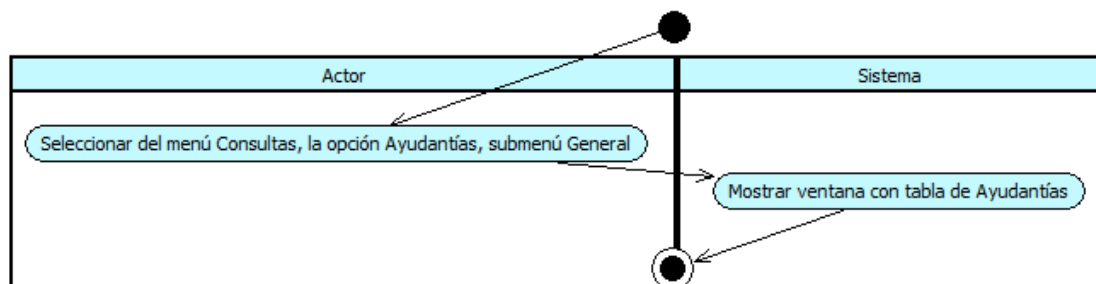 Actor
Sistema
Seleccionar del menú Consultas, la opción Ayudantías, submenú General
Mostrar ventana con tabla de Ayudantías